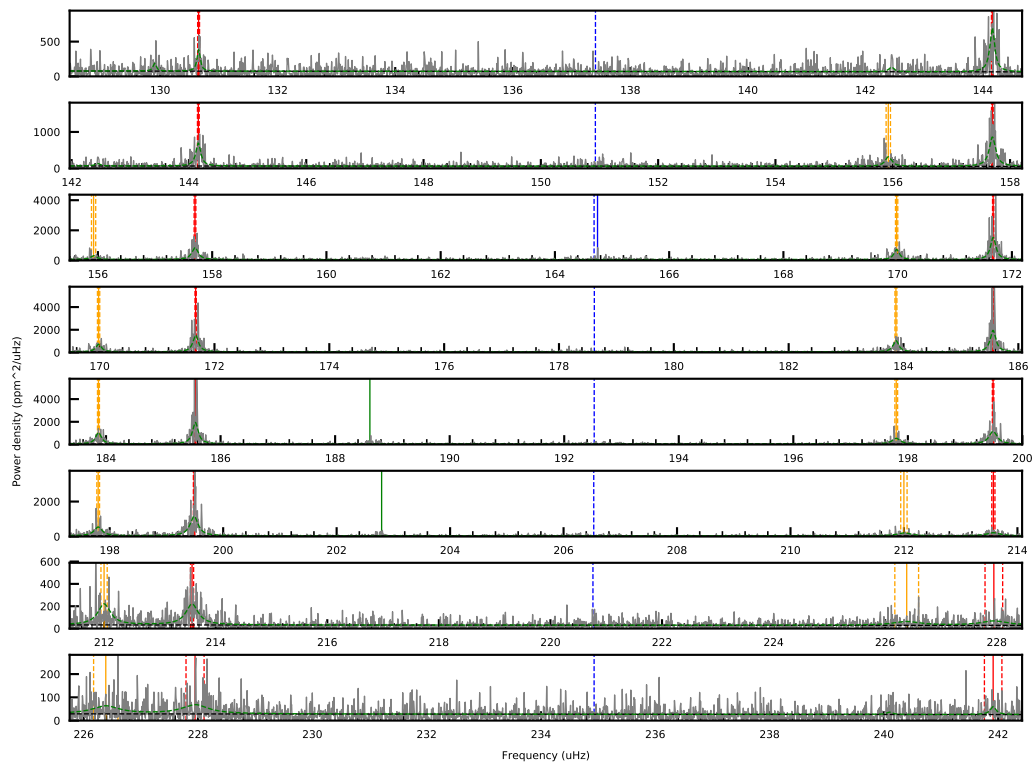 500
0
130 132 134 136 138 140 142 144
1000
0
142 144 146 148 150 152 154 156 158
4000
2000
0
156 158 160 162 164 166 168 170 172
4000
2000
0
170 172 174 176 178 180 182 184 186
4000
2000
0
184 186 188 190 192 194 196 198 200
2000
0
198 200 202 204 206 208 210 212 214
600
400
200
0
212 214 216 218 220 222 224 226 228
200
100
0
226 228 230 232 234 236 238 240 242
Power density (ppm^2/uHz)
Frequency (uHz)